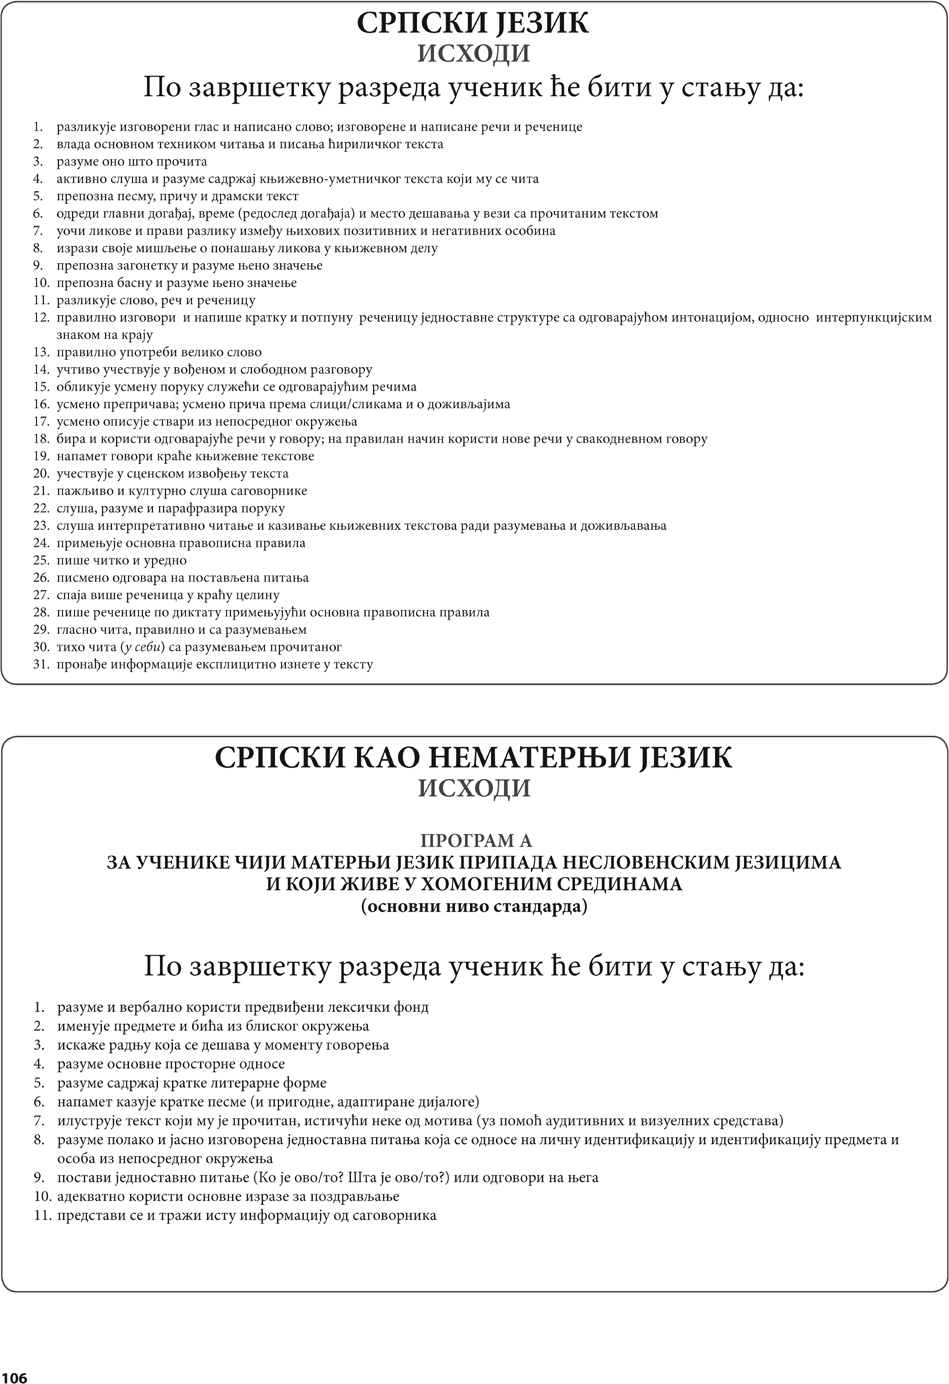 СРПСКИ ЈЕЗИК
ИСХОДИ
По завршетку разреда ученик ће бити у стању да:
1. разликује изговорени глас и написано слово; изговорене и написане речи и реченице
2. влада основном техником читања и писања ћириличког текста
3. разуме оно што прочита
4. активно слуша и разуме садржај књижевно-уметничког текста који му се чита
5. препозна песму, причу и драмски текст
6. одреди главни догађај, време (редослед догађаја) и место дешавања у вези са прочитаним текстом
7. уочи ликове и прави разлику између њихових позитивних и негативних особина
8. изрази своје мишљење о понашању ликова у књижевном делу
9. препозна загонетку и разуме њено значење
10. препозна басну и разуме њено значење
11. разликује слово, реч и реченицу
12. правилно изговори и напише кратку и потпуну реченицу једноставне структуре са одговарајућом интонацијом, односно интерпункцијским
знаком на крају
13. правилно употреби велико слово
14. учтиво учествује у вођеном и слободном разговору
15. обликује усмену поруку служећи се одговарајућим речима
16. усмено препричава; усмено прича према слици/сликама и о доживљајима
17. усмено описује ствари из непосредног окружења
18. бира и користи одговарајуће речи у говору; на правилан начин користи нове речи у свакодневном говору
19. напамет говори краће књижевне текстове
20. учествује у сценском извођењу текста
21. пажљиво и културно слуша саговорнике
22. слуша, разуме и парафразира поруку
23. слуша интерпретативно читање и казивање књижевних текстова ради разумевања и доживљавања
24. примењује основна правописна правила
25. пише читко и уредно
26. писмено одговара на постављена питања
27. спаја више реченица у краћу целину
28. пише реченице по диктату примењујући основна правописна правила
29. гласно чита, правилно и са разумевањем
30. тихо чита (у себи) са разумевањем прочитаног
31. пронађе информације експлицитно изнете у тексту
СРПСКИ КАО НЕМАТЕРЊИ ЈЕЗИК
ИСХОДИ
ПРОГРАМ А
ЗА УЧЕНИКЕ ЧИЈИ МАТЕРЊИ ЈЕЗИК ПРИПАДА НЕСЛОВЕНСКИМ ЈЕЗИЦИМА
И КОЈИ ЖИВЕ У ХОМОГЕНИМ СРЕДИНАМА
(основни ниво стандарда)
По завршетку разреда ученик ће бити у стању да:
1. разуме и вербално користи предвиђени лексички фонд
2. именује предмете и бића из блиског окружења
3. искаже радњу која се дешава у моменту говорења
4. разуме основне просторне односе
5. разуме садржај кратке литерарне форме
6. напамет казује кратке песме (и пригодне, адаптиране дијалоге)
7. илуструје текст који му је прочитан, истичући неке од мотива (уз помоћ аудитивних и визуелних средстава)
8. разуме полако и јасно изговорена једноставна питања која се односе на личну идентификацију и идентификацију предмета и
особа из непосредног окружења
9. постави једноставно питање (Ко је ово/то? Шта је ово/то?) или одговори на њега
10. адекватно користи основне изразе за поздрављање
11. представи се и тражи исту информацију од саговорника
106